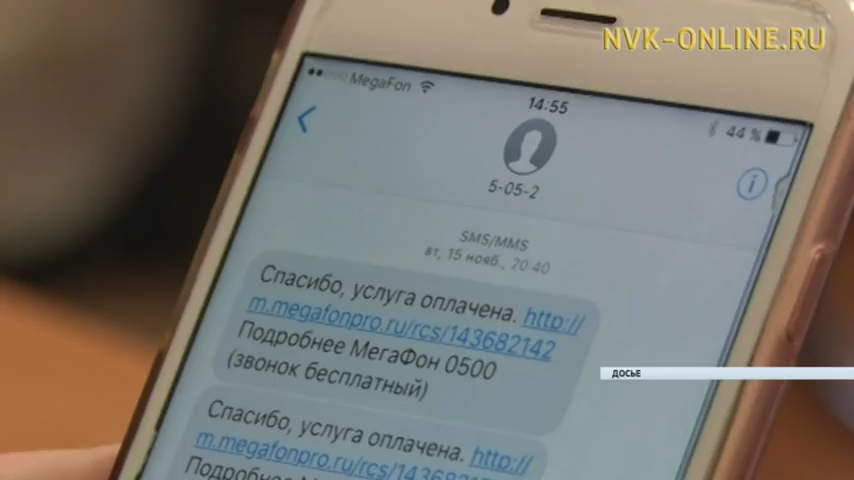 NVK-ONLINE.RU
MegaFon
14:55
44 %
5-05-2
SMS/MMS
вт, 15 нояб., 20:40
Спасибо, услуга оплачена. http://
m.megafonpro.ru/rcs/143682142
Подробнее МегаФон 0500
(звонок бесплатный)
ДОСЬЕ
Спасибо, услуга оплачена. http://
m.megafonpro.ru/rcs/1436821
Подробнее